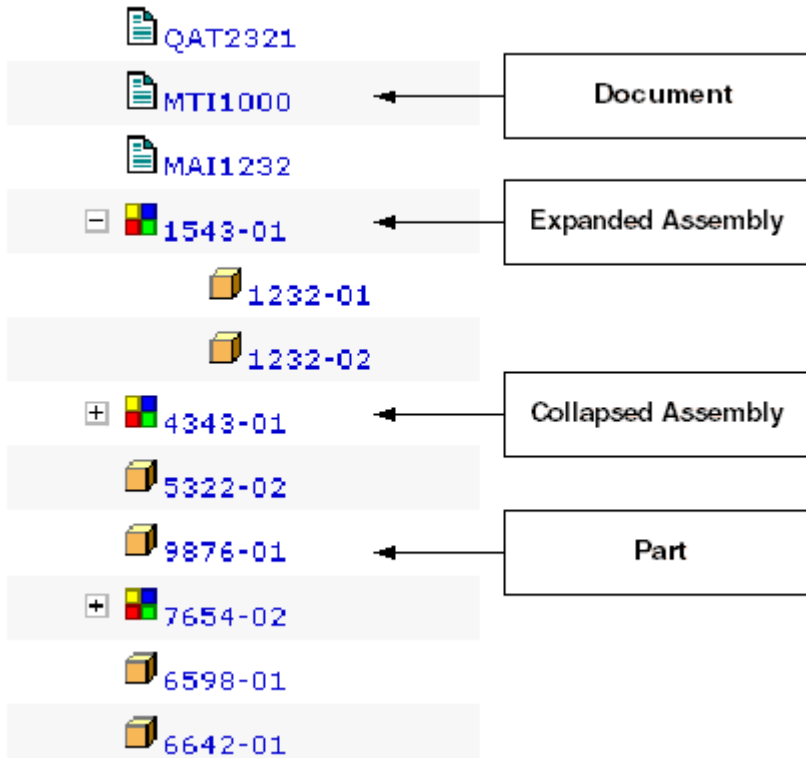 QAT2321
MTI1000
Document
MAI1232
1543-01
Expanded Assembly
1232-01
1232-02
4343-01
Collapsed Assembly
5322-02
9876-01
Part
7654-02
6598-01
6642-01